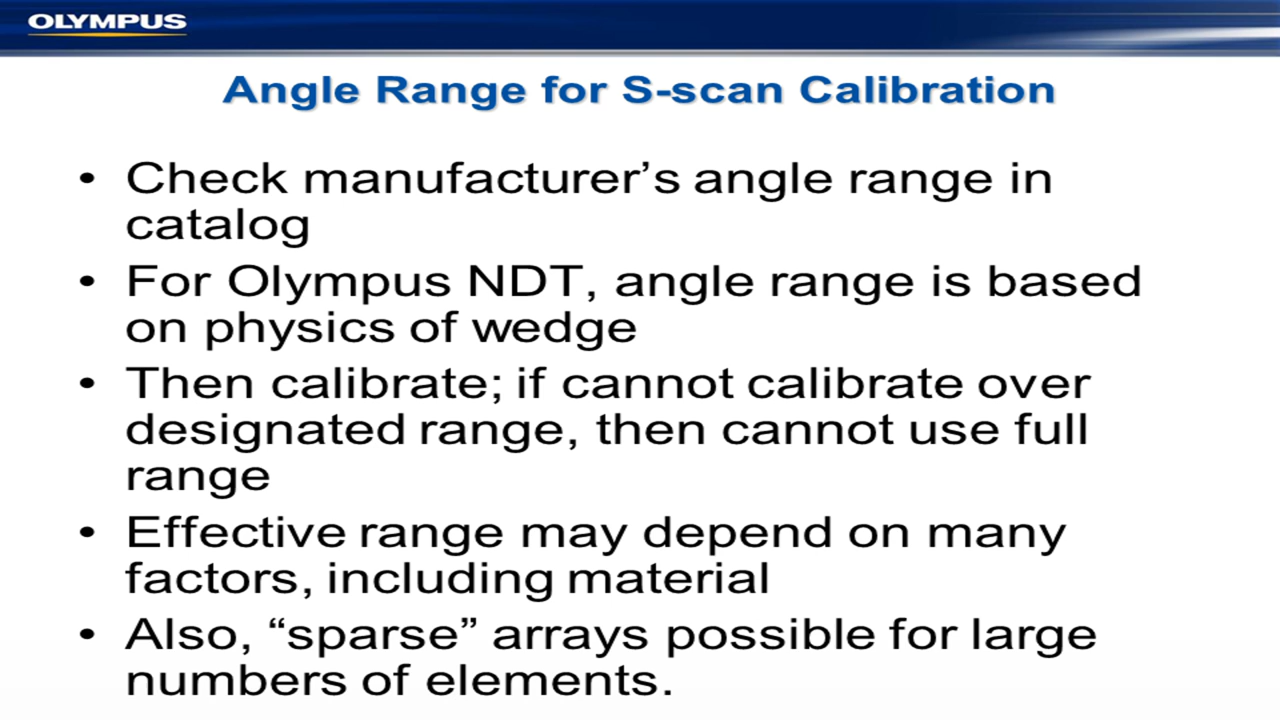 OLYMPUS
Angle Range for S-scan Calibration
• Check manufacturer’s angle range in
catalog
• For Olympus NDT, angle range is based
on physics of wedge
• Then calibrate; if cannot calibrate over
designated range, then cannot use full
range
• Effective range may depend on many
factors, including material
• Also, “sparse” arrays possible for large
numbers of elements.